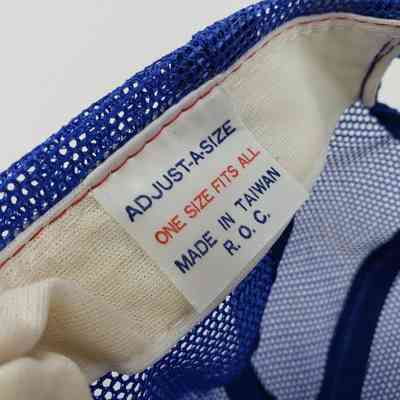 ADJUST-A-SIZE
ONE SIZE FITS ALL
MADE IN TAIWAN
R.O.C.